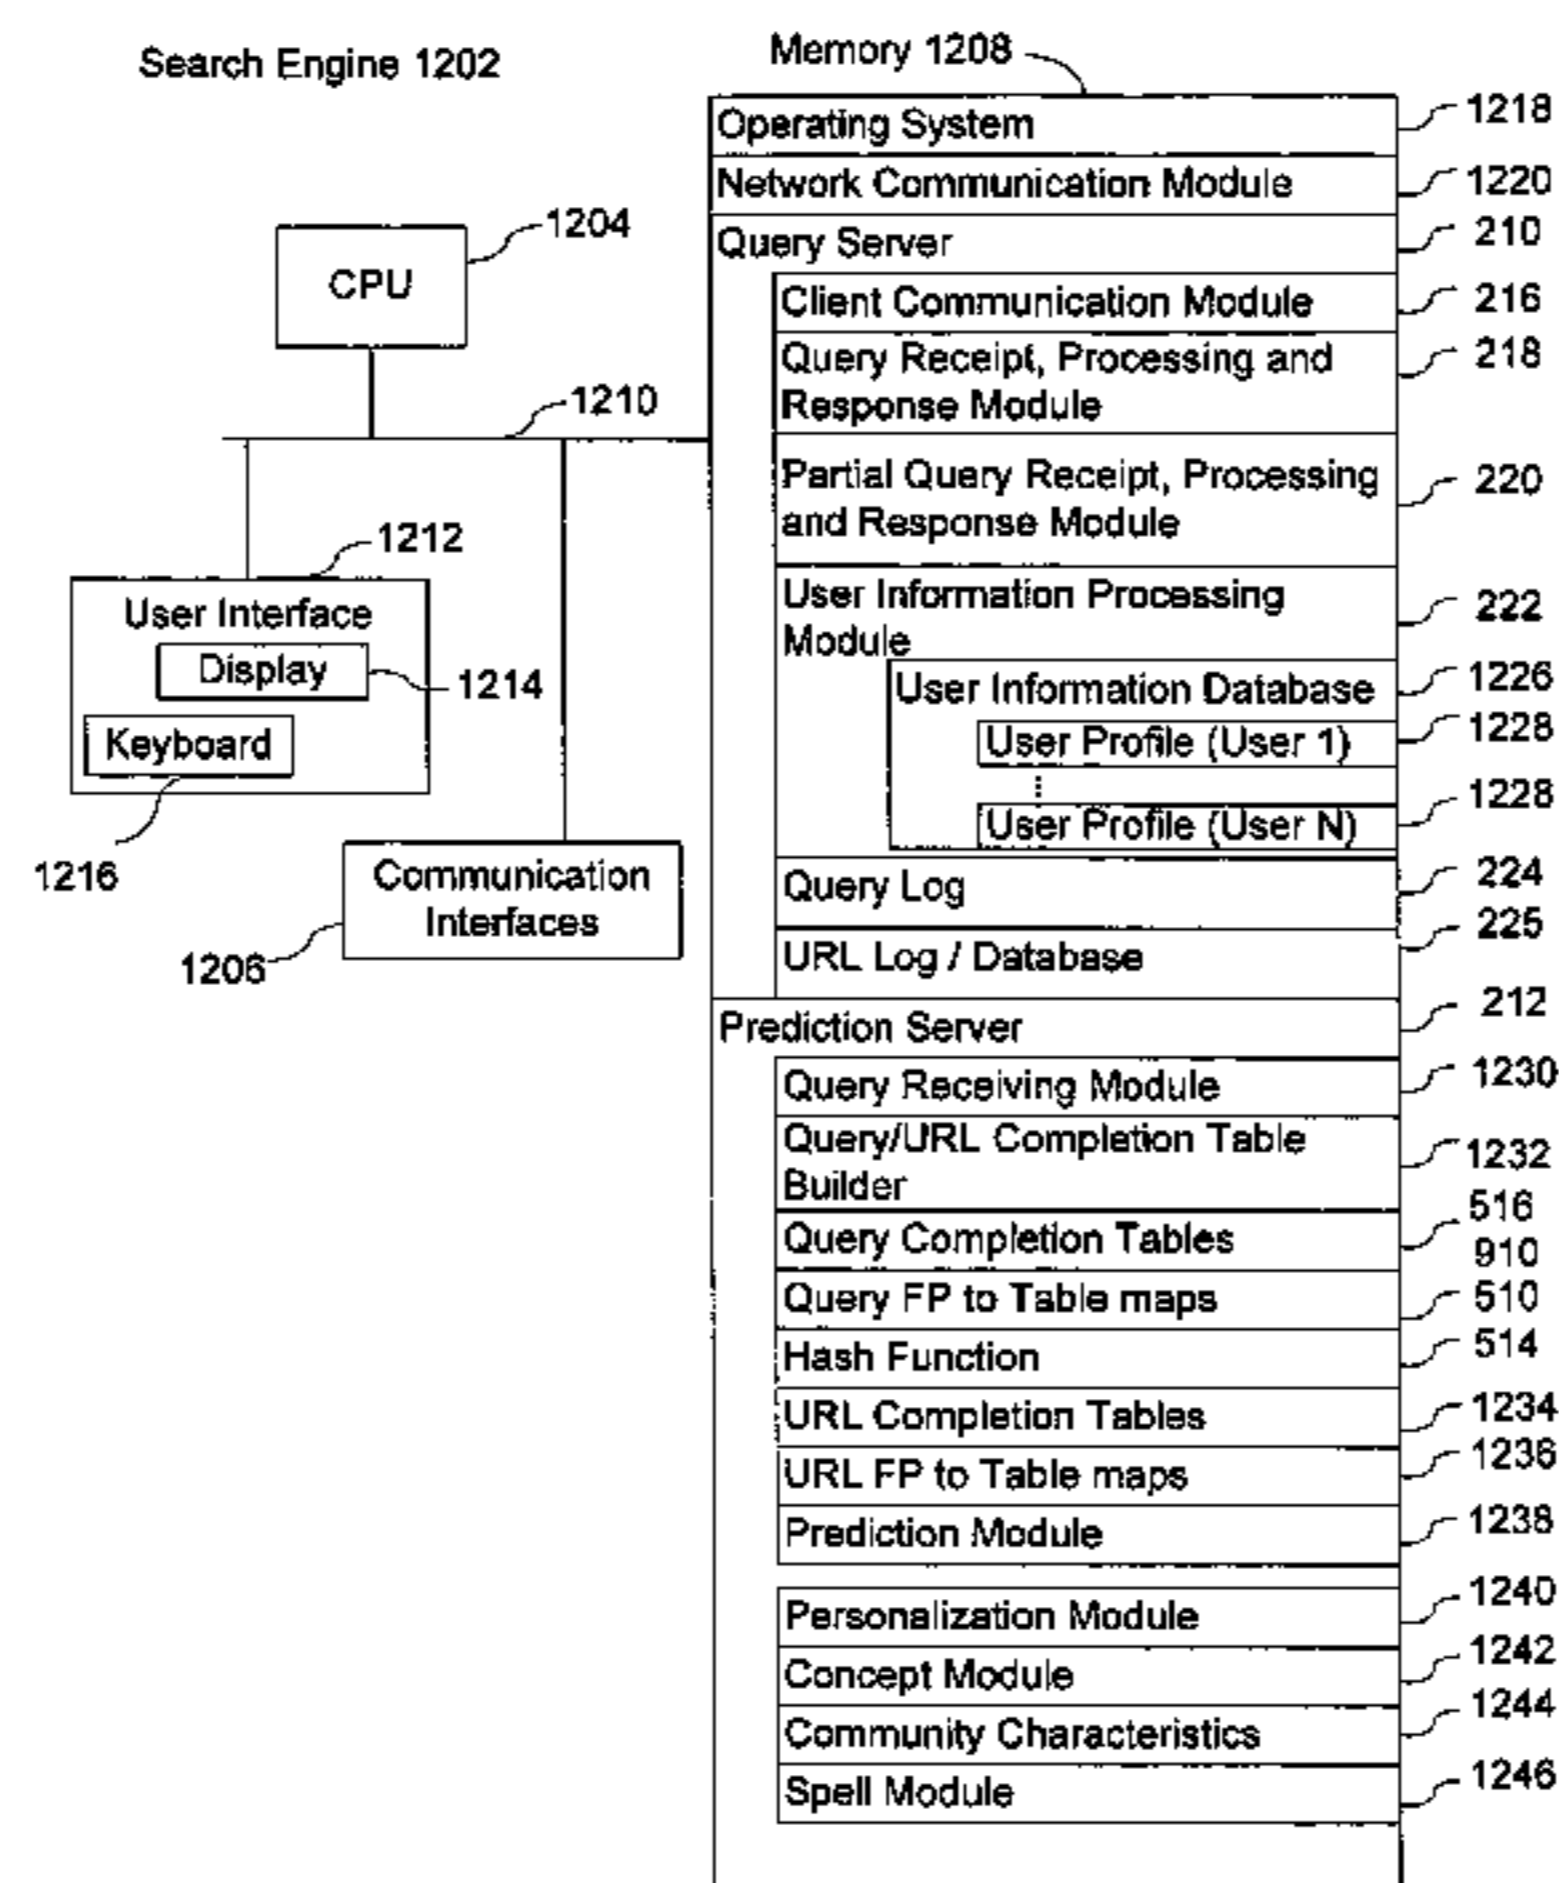 Search Engine 1202
Memory 1208
Operating System 1218
Network Communication Module 1220
Query Server 210
Client Communication Module 216
Query Receipt, Processing and
Response Module
218
Partial Query Receipt, Processing
and Response Module
220
User Information Processing
Module
222
User Information Database 1226
User Profile (User 1) 1228
User Profile (User N) 1228
Query Log 224
URL Log / Database 225
Prediction Server 212
Query Receiving Module 1230
Query/URL Completion Table
Builder
1232
Query Completion Tables 516
910
Query FP to Table maps 510
Hash Function 514
URL Completion Tables 1234
URL FP to Table maps 1236
Prediction Module 1238
Personalization Module 1240
Concept Module 1242
Community Characteristics 1244
Spell Module 1246
CPU
1204
1210
1212
User Interface
Display
1214
Keyboard
1216
Communication
Interfaces
1206